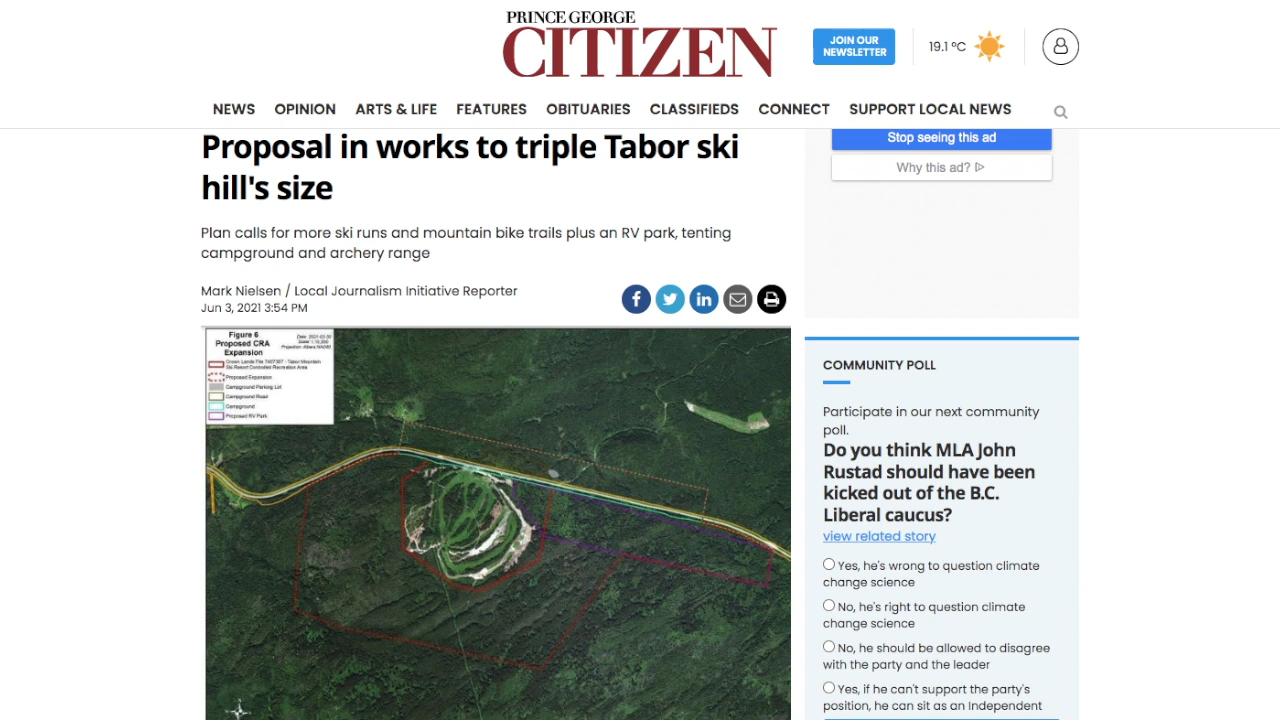 PRINCE GEORGE
CITIZEN
JOIN OUR
NEWSLETTER
19.1 °C
NEWS OPINION ARTS & LIFE FEATURES OBITUARIES CLASSIFIEDS CONNECT SUPPORT LOCAL NEWS
Proposal in works to triple Tabor ski
hill's size
Plan calls for more ski runs and mountain bike trails plus an RV park, tenting
campground and archery range
Mark Nielsen / Local Journalism Initiative Reporter
Jun 3, 2021 3:54 PM
Figure 6
Proposed CRA
Expansion
Proposed Expansion
Campground Parking Lot
Campground Road
Campground
Proposed RV Park
Stop seeing this ad
Why this ad?
COMMUNITY POLL
Participate in our next community
poll.
Do you think MLA John
Rustad should have been
kicked out of the B.C.
Liberal caucus?
view related story
Yes, he's wrong to question climate
change science
No, he's right to question climate
change science
No, he should be allowed to disagree
with the party and the leader
Yes, if he can't support the party's
position, he can sit as an Independent